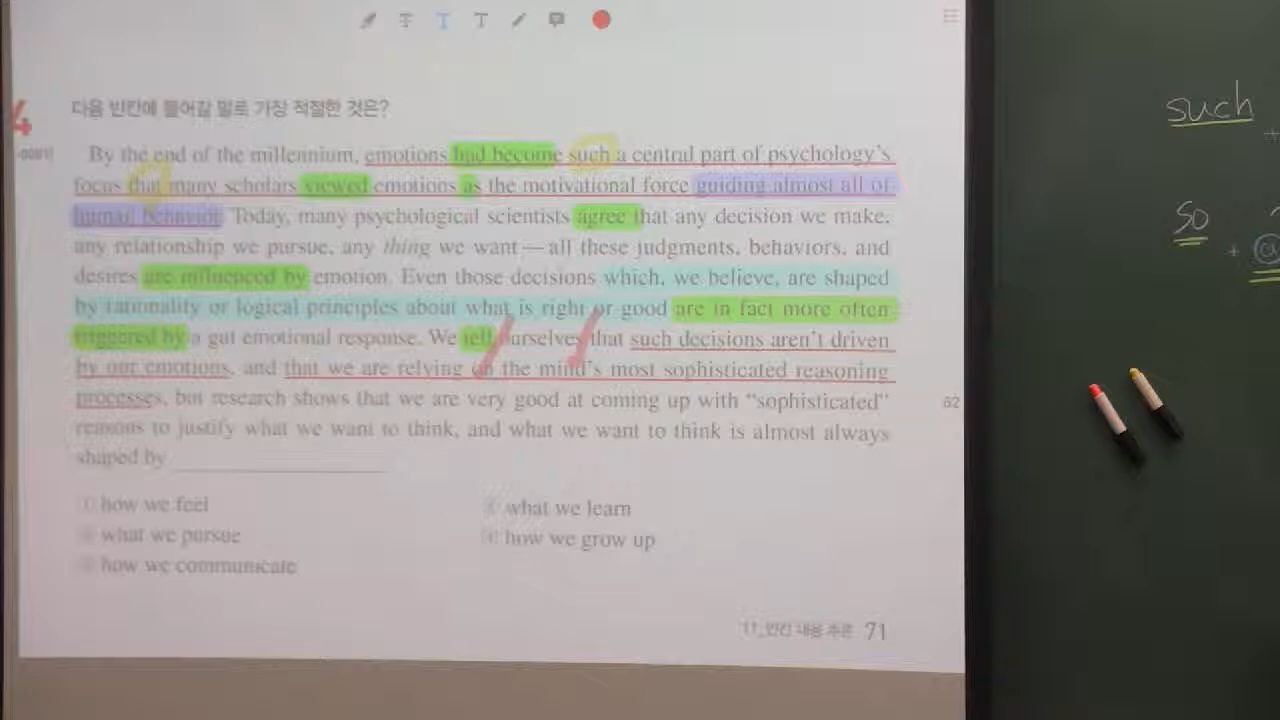 4
다음 빈칸에 들어갈 말로 가장 적절한 것은?
By the end of the millennium, emotions had become such a central part of psychology's
focus that many scholars viewed emotions as the motivational force guiding almost all of
human behavior. Today, many psychological scientists agree that any decision we make,
any relationship we pursue, any thing we want — all these judgments, behaviors, and
desires are influenced by emotion. Even those decisions which, we believe, are shaped
by rationality or logical principles about what is right or good are in fact more often
triggered by a gut emotional response. We tell ourselves that such decisions aren't driven
by our emotions, and that we are relying on the mind's most sophisticated reasoning
processes, but research shows that we are very good at coming up with "sophisticated"
reasons to justify what we want to think, and what we want to think is almost always
shaped by
① how we feel
② what we learn
what we pursue
④ how we grow up
how we communicate
11_빈칸 내용 추론 71
such
+
so
+